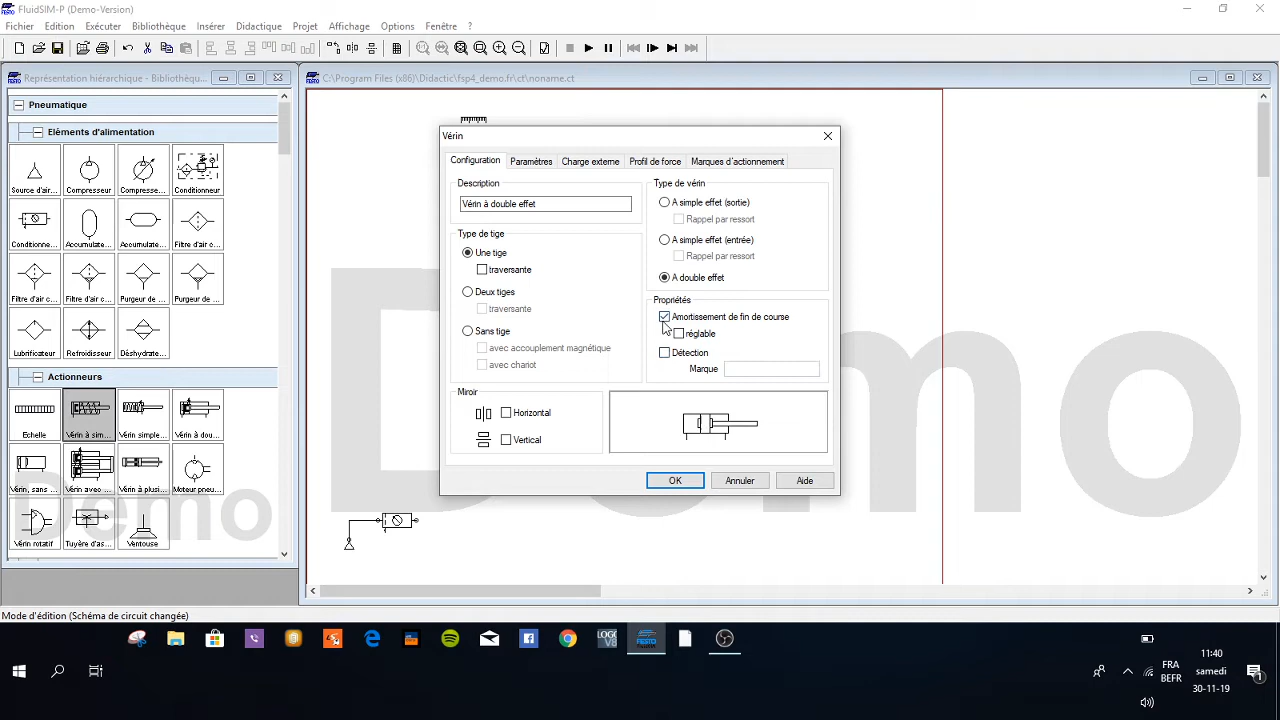 FluidSIM-P (Demo-Version)
Fichier Edition Exécuter Bibliothèque Insérer Didactique Projet Affichage Options Fenêtre ?
Représentation hiérarchique - Bibliothèqu...
C:\Program Files (x86)\Didactic\fsp4_demo.fr\ct\noname.ct
Pneumatique
Eléments d'alimentation
Source d'air... Compresseur Compresse... Conditionneur
Conditionne... Accumulate... Accumulate... Filtre d'air c...
Filtre d'air c... Filtre d'air c... Purgeur de ... Purgeur de ...
Lubrificateur Refroidisseur Déshydrate...
Actionneurs
Echelle Vérin à sim... Vérin simple... Vérin à dou...
Vérin, sans ... Vérin avec ... Vérin à plusi... Moteur pneu...
Vérin rotatif Tuyère d'as... Ventouse
Demo
Demo
Vérin
Configuration Paramètres Charge externe Profil de force Marques d'actionnement
Description
Vérin à double effet
Type de tige
Une tige
traversante
Deux tiges
traversante
Sans tige
avec accouplement magnétique
avec chariot
Miroir
Horizontal
Vertical
Type de vérin
A simple effet (sortie)
Rappel par ressort
A simple effet (entrée)
Rappel par ressort
A double effet
Propriétés
Amortissement de fin de course
réglable
Détection
Marque
OK Annuler Aide
Mode d'édition (Schéma de circuit changée)
FESTO
FluidSIM
FRA
BEFR
11:40
samedi
30-11-19
1